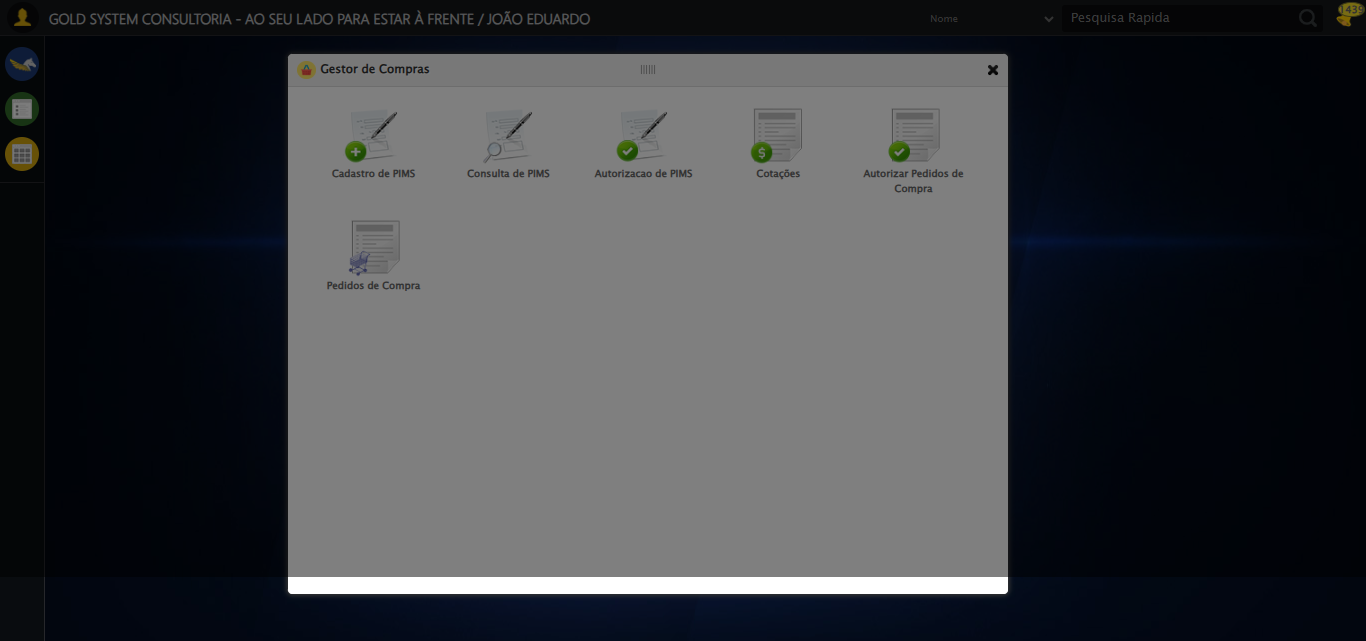 GOLD SYSTEM CONSULTORIA - AO SEU LADO PARA ESTAR À FRENTE / JOÃO EDUARDO
Nome
Pesquisa Rapida
Gestor de Compras
Cadastro de PIMS
Consulta de PIMS
Autorizacao de PIMS
Cotações
Autorizar Pedidos de
Compra
Pedidos de Compra